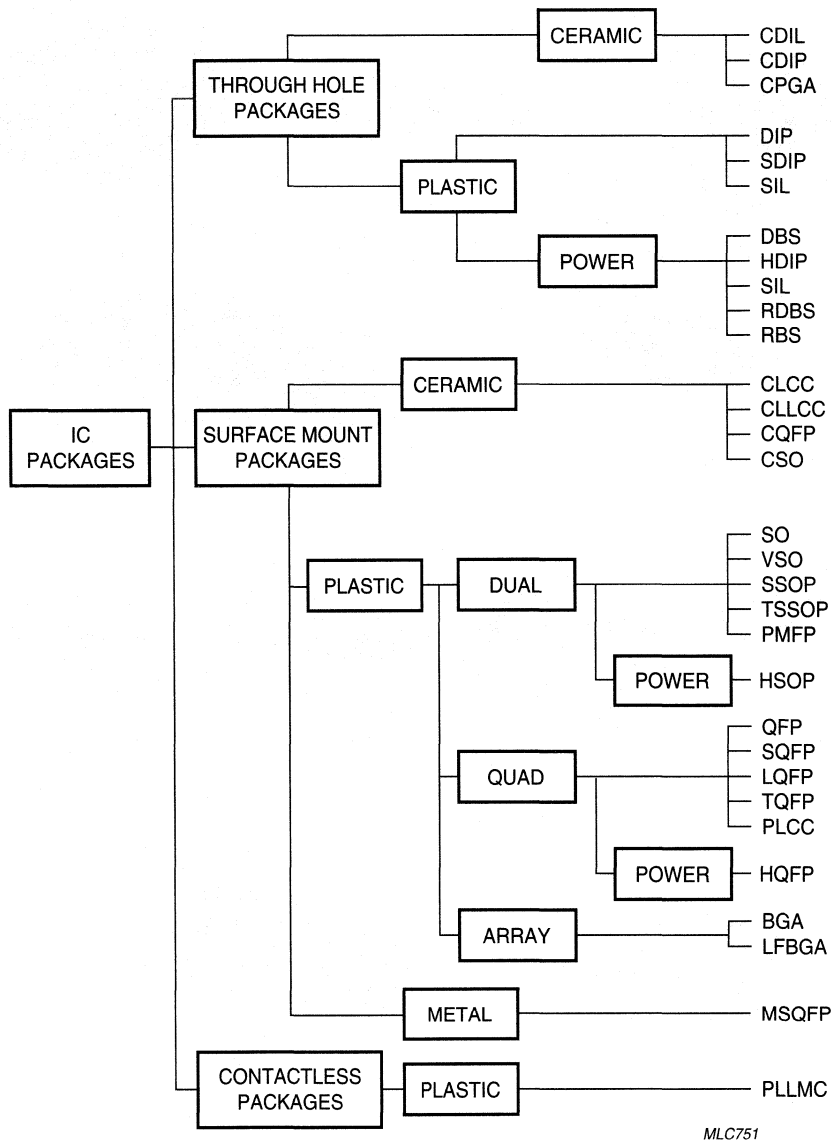 CERAMIC
CDIL
CDIP
CPGA
THROUGH HOLE
PACKAGES
DIP
SDIP
SIL
PLASTIC
DBS
HDIP
SIL
RDBS
RBS
POWER
CERAMIC
CLCC
CLLCC
CQFP
CSO
IC
PACKAGES
SURFACE MOUNT
PACKAGES
SO
VSO
SSOP
TSSOP
PMFP
PLASTIC
DUAL
POWER
HSOP
QFP
SQFP
LQFP
TQFP
PLCC
QUAD
POWER
HQFP
ARRAY
BGA
LFBGA
METAL
MSQFP
CONTACTLESS
PACKAGES
PLASTIC
PLLMC
MLC751